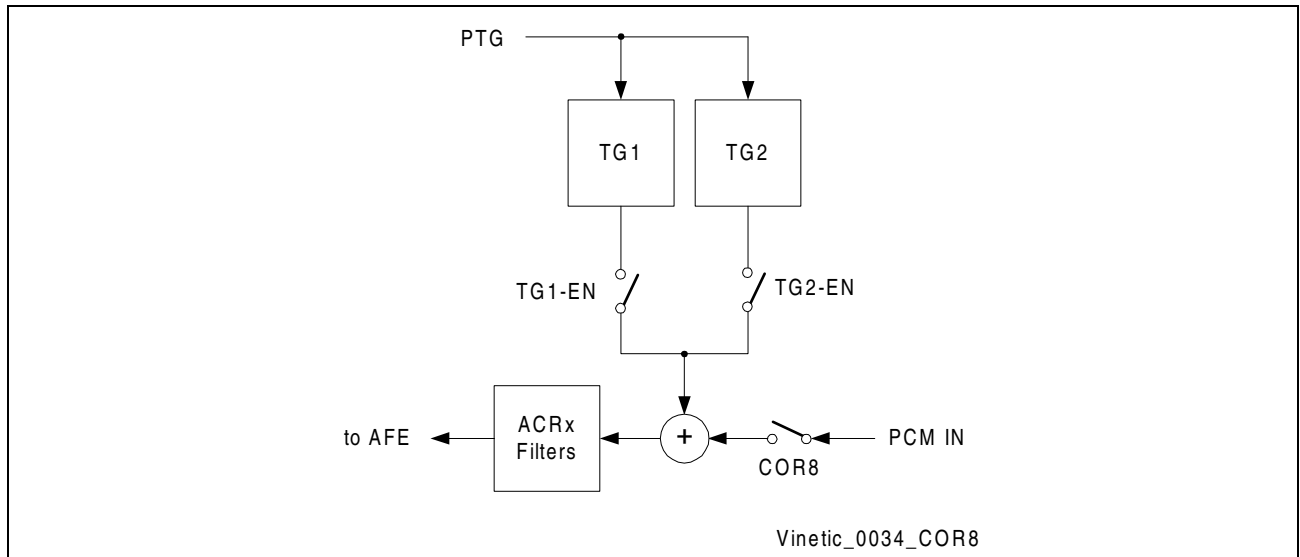 PTG
TG1
TG2
TG1-EN
TG2-EN
to AFE
ACRx
Filters
+
PCM IN
COR8
Vinetic_0034_COR8